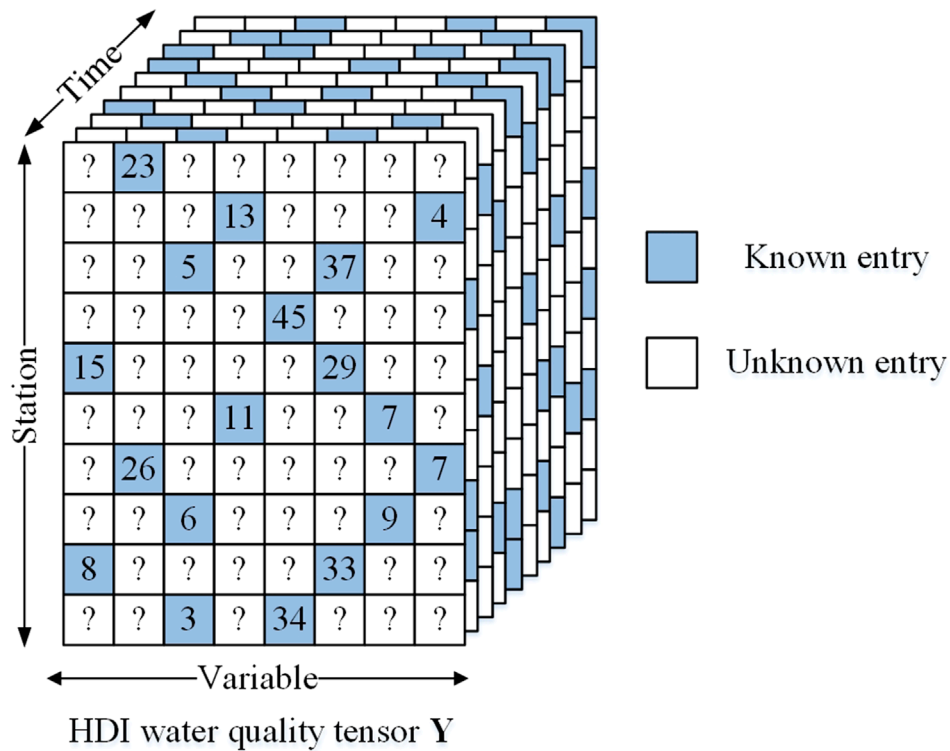 Time
? 23 ? ? ? ? ? ?
? ? ? 13 ? ? ? 4
? ? 5 ? ? 37 ? ?
? ? ? ? 45 ? ? ?
15 ? ? ? ? 29 ? ?
? ? ? 11 ? ? 7 ?
? 26 ? ? ? ? ? 7
? ? 6 ? ? ? 9 ?
8 ? ? ? ? 33 ? ?
? ? 3 ? 34 ? ? ?
Station
Variable
HDI water quality tensor Y
Known entry
Unknown entry